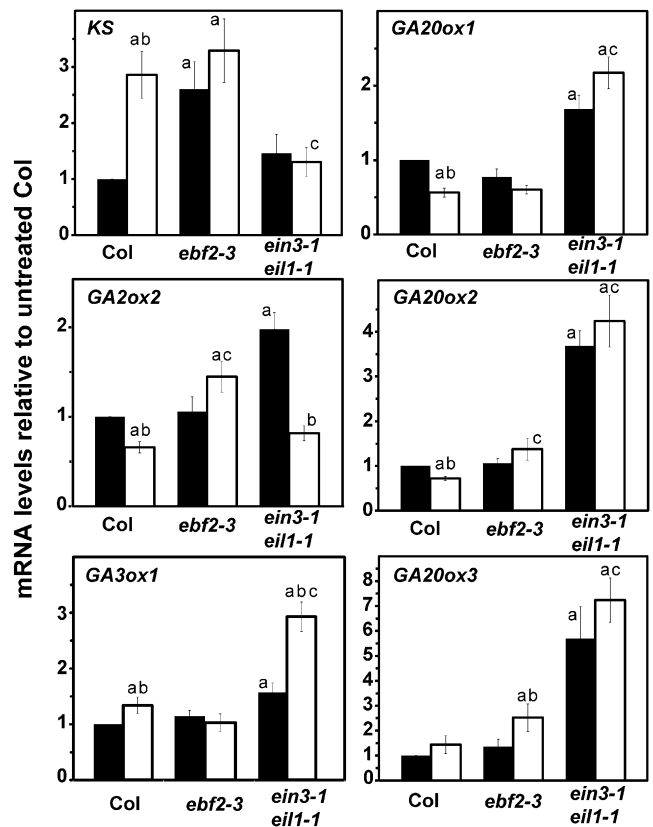 mRNA levels relative to untreated Col
KS
3
2
1
0
ab
a
a
c
Col
ebf2-3
ein3-1
eil1-1
GA20ox1
2
1
0
ab
a
ac
Col
ebf2-3
ein3-1
eil1-1
GA2ox2
2
1
0
ab
ac
a
b
Col
ebf2-3
ein3-1
eil1-1
GA20ox2
4
3
2
1
0
ab
c
a
ac
Col
ebf2-3
ein3-1
eil1-1
GA3ox1
3
2
1
0
ab
a
abc
Col
ebf2-3
ein3-1
eil1-1
GA20ox3
8
7
6
5
4
3
2
1
0
ab
a
ac
Col
ebf2-3
ein3-1
eil1-1